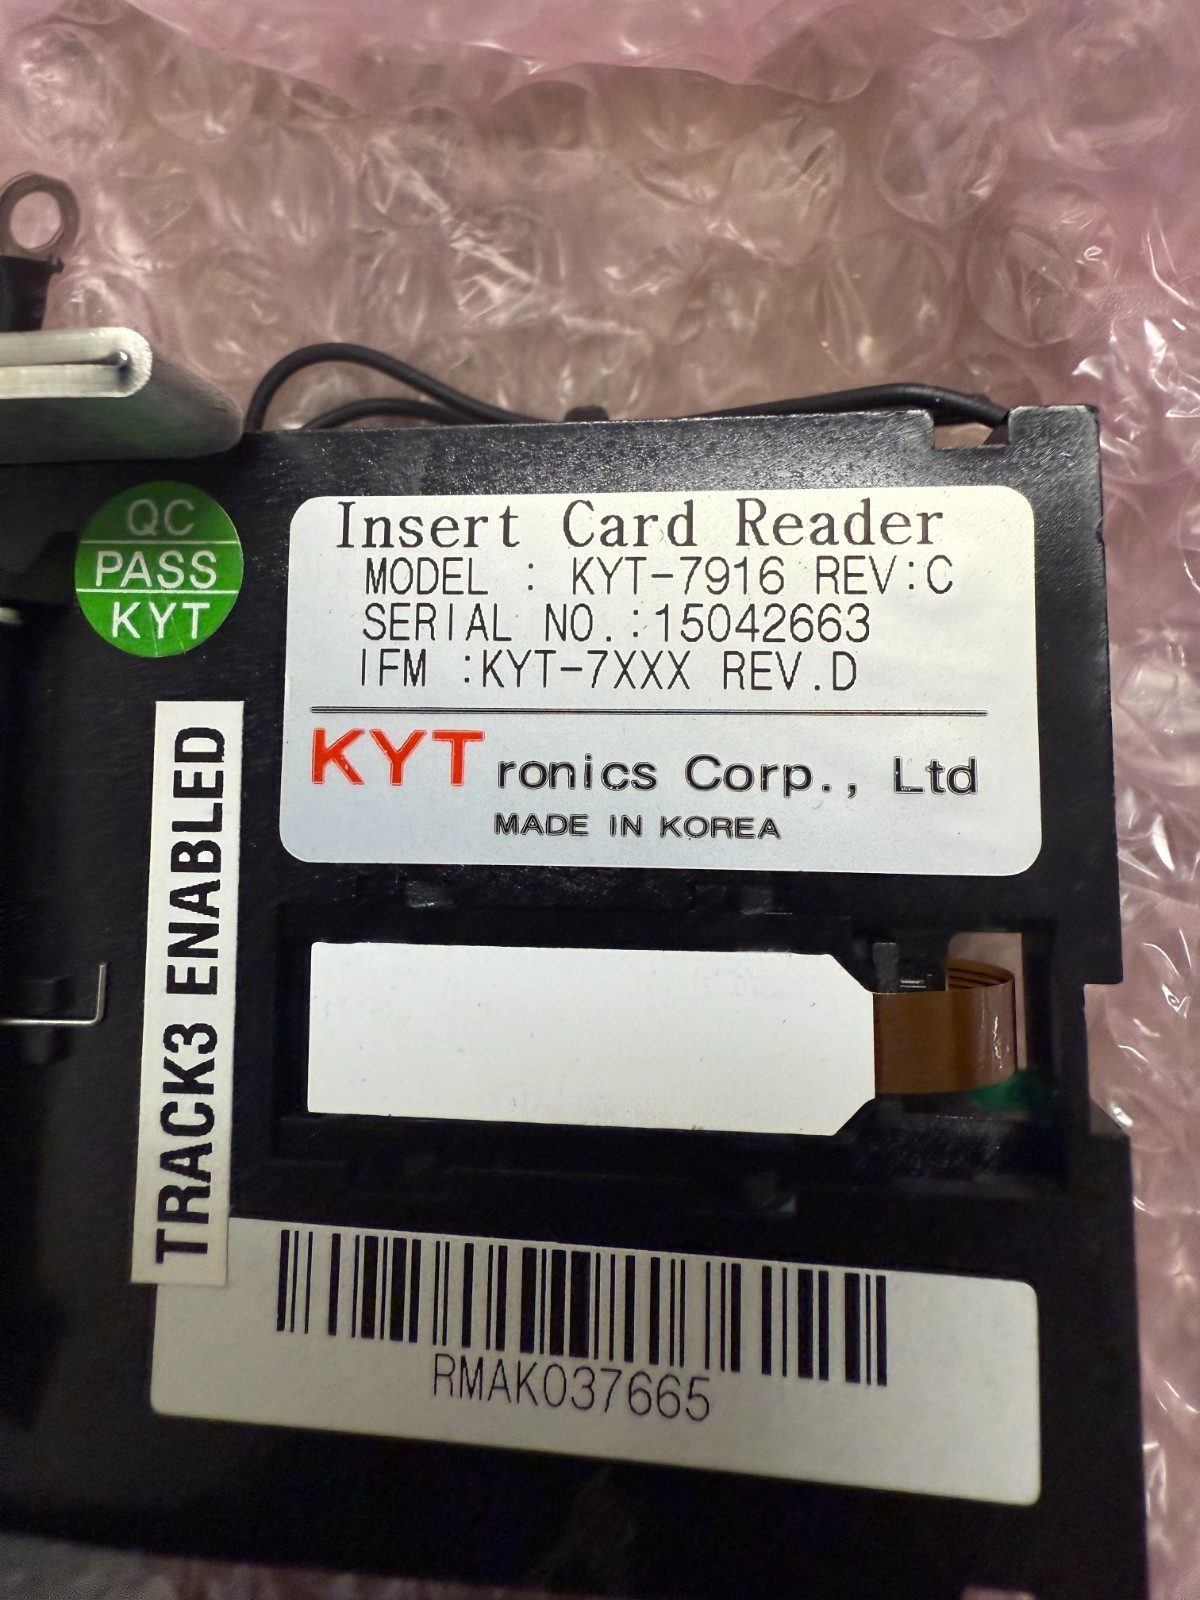 QC
PASS
KYT
Insert Card Reader
MODEL : KYT-7916 REV:C
SERIAL NO.:15042663
IFM :KYT-7XXX REV.D
KYTronics Corp., Ltd
MADE IN KOREA
TRACK3 ENABLED
RMAK037665